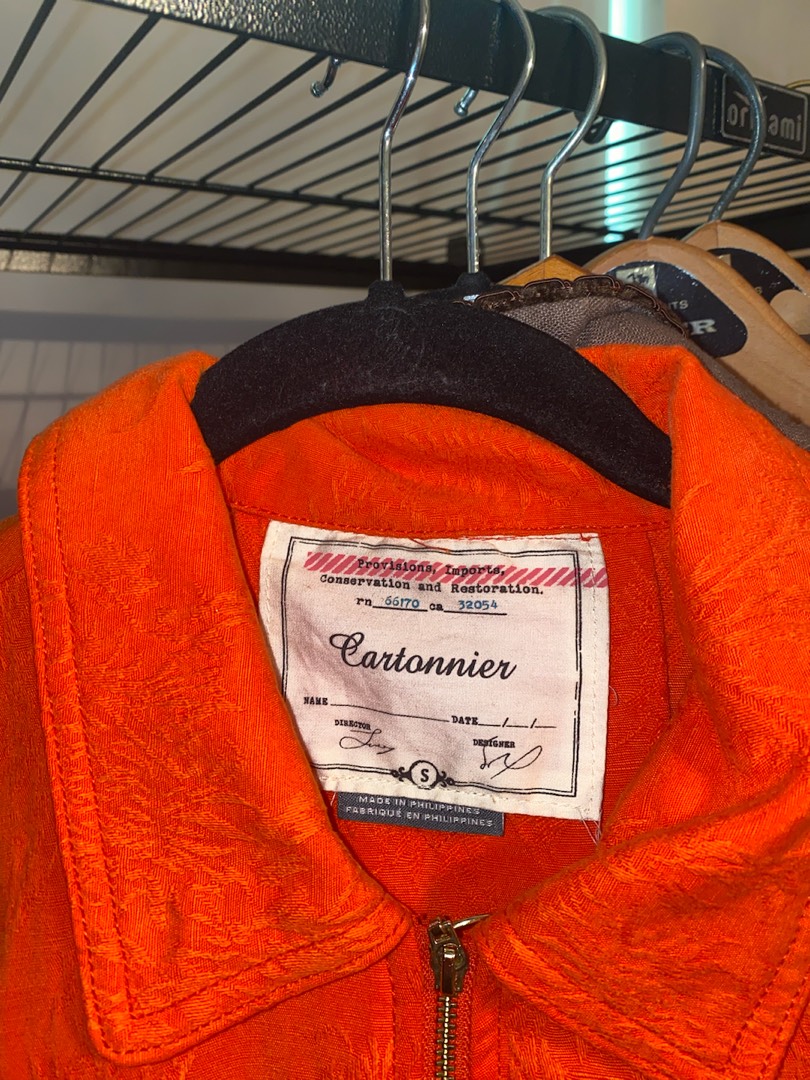 origami
R
Provisions, Imports,
Conservation and Restoration.
rn 66170 ca 32054
Cartonnier
NAME DATE / /
DIRECTOR DESIGNER
S
MADE IN PHILIPPINES
FABRIQUÉ EN PHILIPPINES